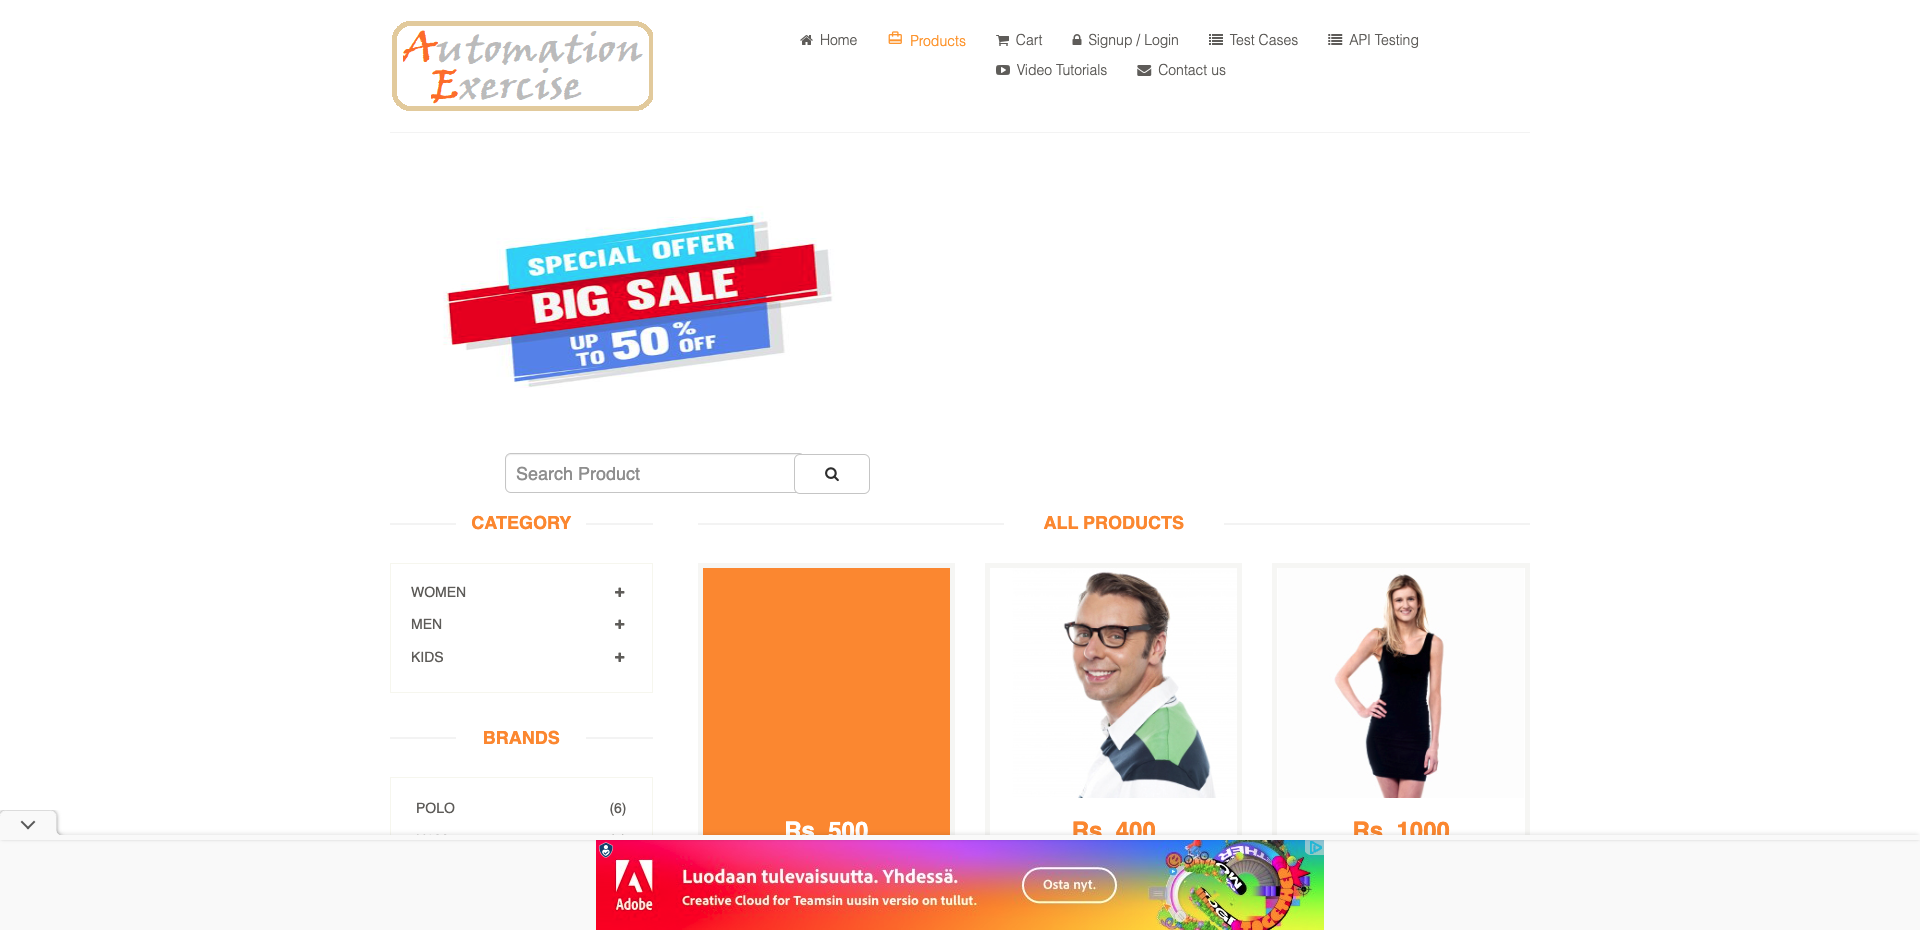 Automation
Exercise
Home
Products
Cart
Signup / Login
Test Cases
API Testing
Video Tutorials
Contact us
SPECIAL OFFER
BIG SALE
UP TO 50% OFF
Search Product
CATEGORY
WOMEN
MEN
KIDS
BRANDS
POLO (6)
ALL PRODUCTS
Rs. 500
Rs. 400
Rs. 1000
Adobe
Luodaan tulevaisuutta. Yhdessä.
Creative Cloud for Teamsin uusin versio on tullut.
Osta nyt.